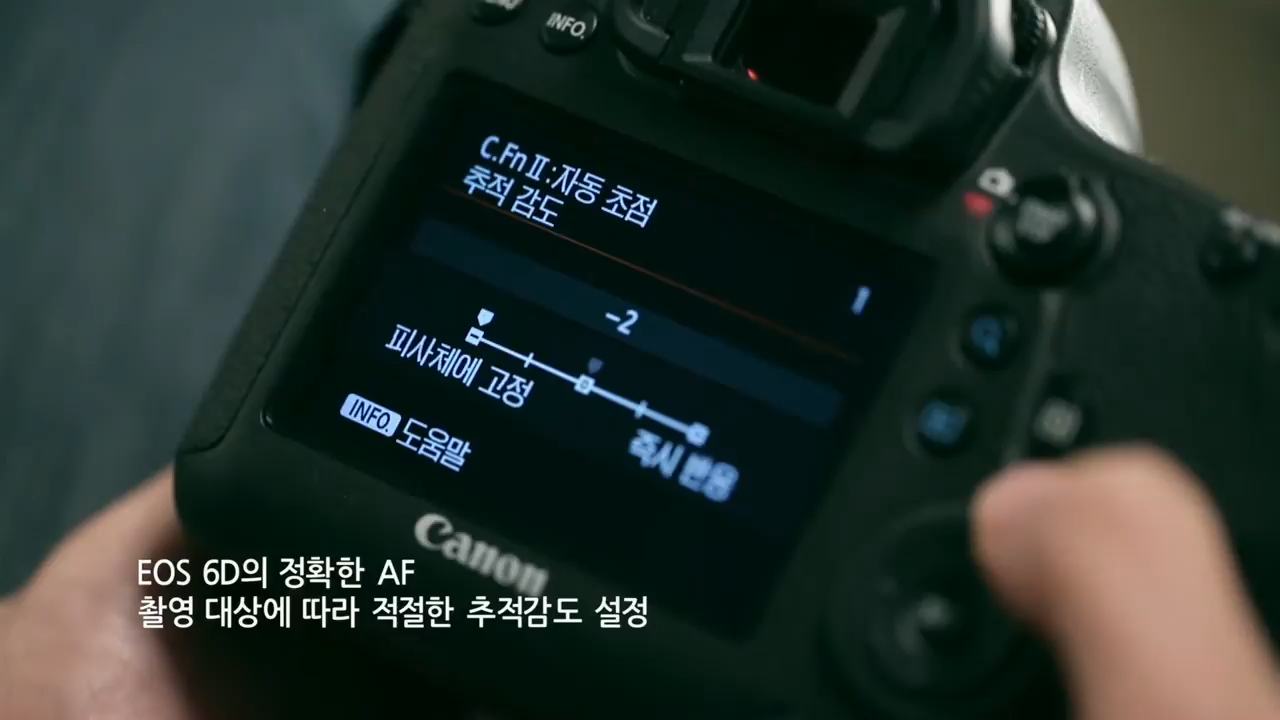 INFO.
C.Fn II :자동 초점
추적 감도
1
-2
피사체에 고정
즉시 반응
INFO. 도움말
Canon
EOS 6D의 정확한 AF
촬영 대상에 따라 적절한 추적감도 설정